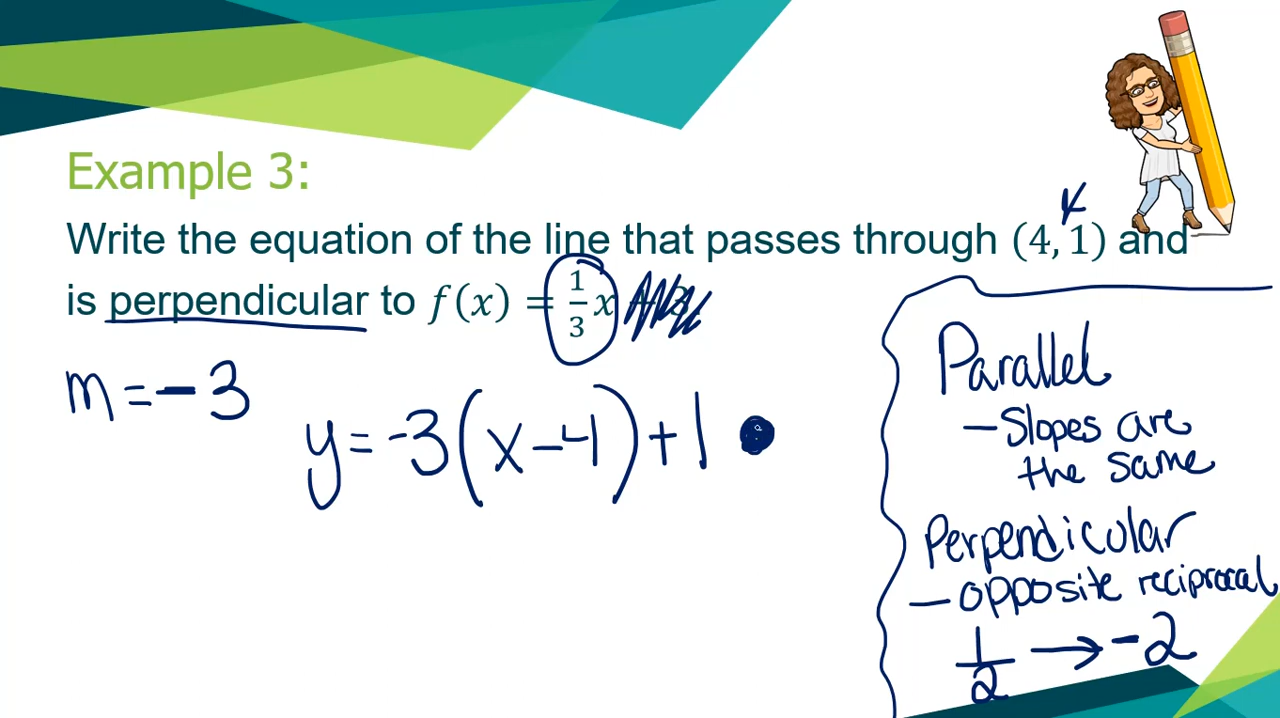 Example 3:
Write the equation of the line that passes through (4, 1) and
is perpendicular to f(x) = 1/3 x
m = -3
y = -3(x-4)+1
Parallel
- Slopes are
the same
Perpendicular
- opposite reciprocal
1/2 → -2